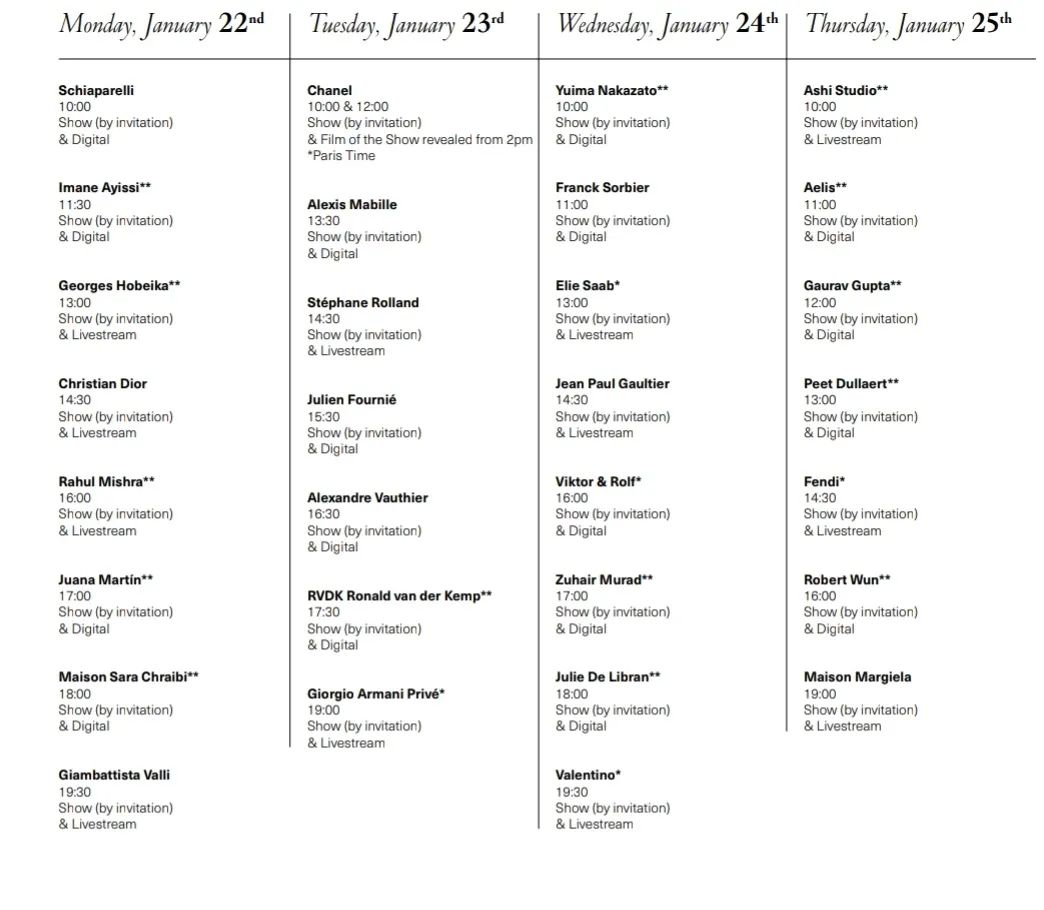 Monday, January 22nd
Schiaparelli
10:00
Show (by invitation)
& Digital
Imane Ayissi**
11:30
Show (by invitation)
& Digital
Georges Hobeika**
13:00
Show (by invitation)
& Livestream
Christian Dior
14:30
Show (by invitation)
& Livestream
Rahul Mishra**
16:00
Show (by invitation)
& Livestream
Juana Martín**
17:00
Show (by invitation)
& Digital
Maison Sara Chraibi**
18:00
Show (by invitation)
& Digital
Giambattista Valli
19:30
Show (by invitation)
& Livestream
Tuesday, January 23rd
Chanel
10:00 & 12:00
Show (by invitation)
& Film of the Show revealed from 2pm
*Paris Time
Alexis Mabille
13:30
Show (by invitation)
& Digital
Stéphane Rolland
14:30
Show (by invitation)
& Livestream
Julien Fournié
15:30
Show (by invitation)
& Digital
Alexandre Vauthier
16:30
Show (by invitation)
& Digital
RVDK Ronald van der Kemp**
17:30
Show (by invitation)
& Digital
Giorgio Armani Privé*
19:00
Show (by invitation)
& Livestream
Wednesday, January 24th
Yuima Nakazato**
10:00
Show (by invitation)
& Digital
Franck Sorbier
11:00
Show (by invitation)
& Digital
Elie Saab*
13:00
Show (by invitation)
& Livestream
Jean Paul Gaultier
14:30
Show (by invitation)
& Livestream
Viktor & Rolf*
16:00
Show (by invitation)
& Digital
Zuhair Murad**
17:00
Show (by invitation)
& Digital
Julie De Libran**
18:00
Show (by invitation)
& Digital
Valentino*
19:30
Show (by invitation)
& Livestream
Thursday, January 25th
Ashi Studio**
10:00
Show (by invitation)
& Livestream
Aelis**
11:00
Show (by invitation)
& Digital
Gaurav Gupta**
12:00
Show (by invitation)
& Digital
Peet Dullaert**
13:00
Show (by invitation)
& Digital
Fendi*
14:30
Show (by invitation)
& Livestream
Robert Wun**
16:00
Show (by invitation)
& Digital
Maison Margiela
19:00
Show (by invitation)
& Livestream